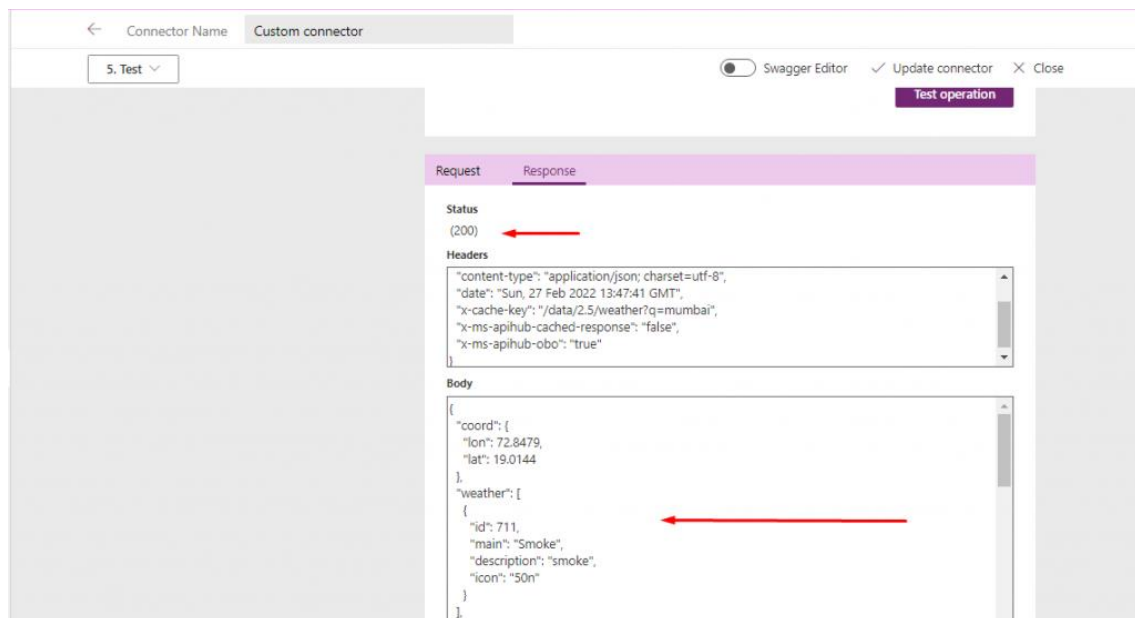 Connector Name Custom connector
5. Test
Swagger Editor Update connector Close
Test operation
Request Response
Status
(200)
Headers
"content-type": "application/json; charset=utf-8",
"date": "Sun, 27 Feb 2022 13:47:41 GMT",
"x-cache-key": "/data/2.5/weather?q=mumbai",
"x-ms-apihub-cached-response": "false",
"x-ms-apihub-obo": "true"
}
Body
{
"coord": {
"lon": 72.8479,
"lat": 19.0144
},
"weather": [
{
"id": 711,
"main": "Smoke",
"description": "smoke",
"icon": "50n"
}
],